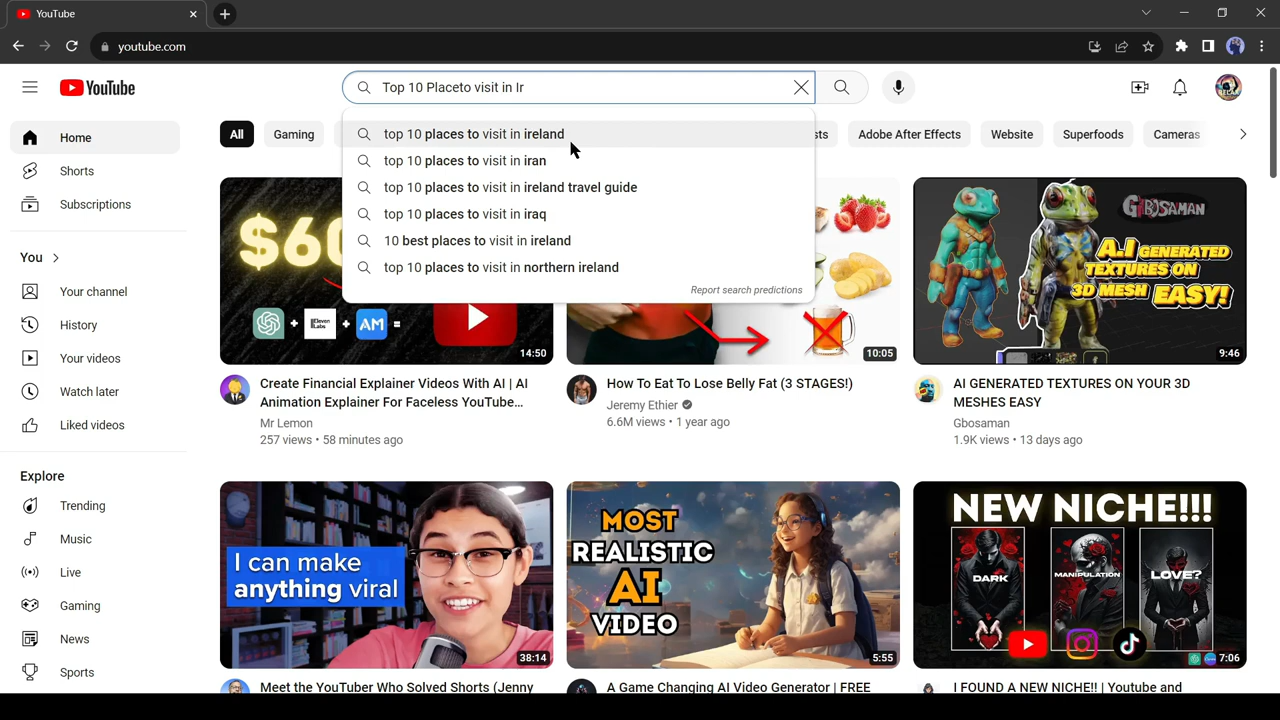 YouTube
youtube.com
YouTube
Top 10 Placeto visit in Ir
top 10 places to visit in ireland
top 10 places to visit in iran
top 10 places to visit in ireland travel guide
top 10 places to visit in iraq
10 best places to visit in ireland
top 10 places to visit in northern ireland
Report search predictions
All
Gaming
sts
Adobe After Effects
Website
Superfoods
Cameras
Home
Shorts
Subscriptions
You
Your channel
History
Your videos
Watch later
Liked videos
Explore
Trending
Music
Live
Gaming
News
Sports
$60
+ ElevenLabs + AM =
14:50
Create Financial Explainer Videos With AI | AI
Animation Explainer For Faceless YouTube...
Mr Lemon
257 views • 58 minutes ago
10:05
How To Eat To Lose Belly Fat (3 STAGES!)
Jeremy Ethier
6.6M views • 1 year ago
GIBOSAMAN
A.I GENERATED
TEXTURES ON
3D MESH EASY!
9:46
AI GENERATED TEXTURES ON YOUR 3D
MESHES EASY
Gbosaman
1.9K views • 13 days ago
I can make
anything viral
38:14
Meet the YouTuber Who Solved Shorts (Jenny
MOST
REALISTIC
AI
VIDEO
5:55
A Game Changing AI Video Generator | FREE
NEW NICHE!!!
DARK
MANIPULATION
LOVE?
7:06
I FOUND A NEW NICHE!! | Youtube and